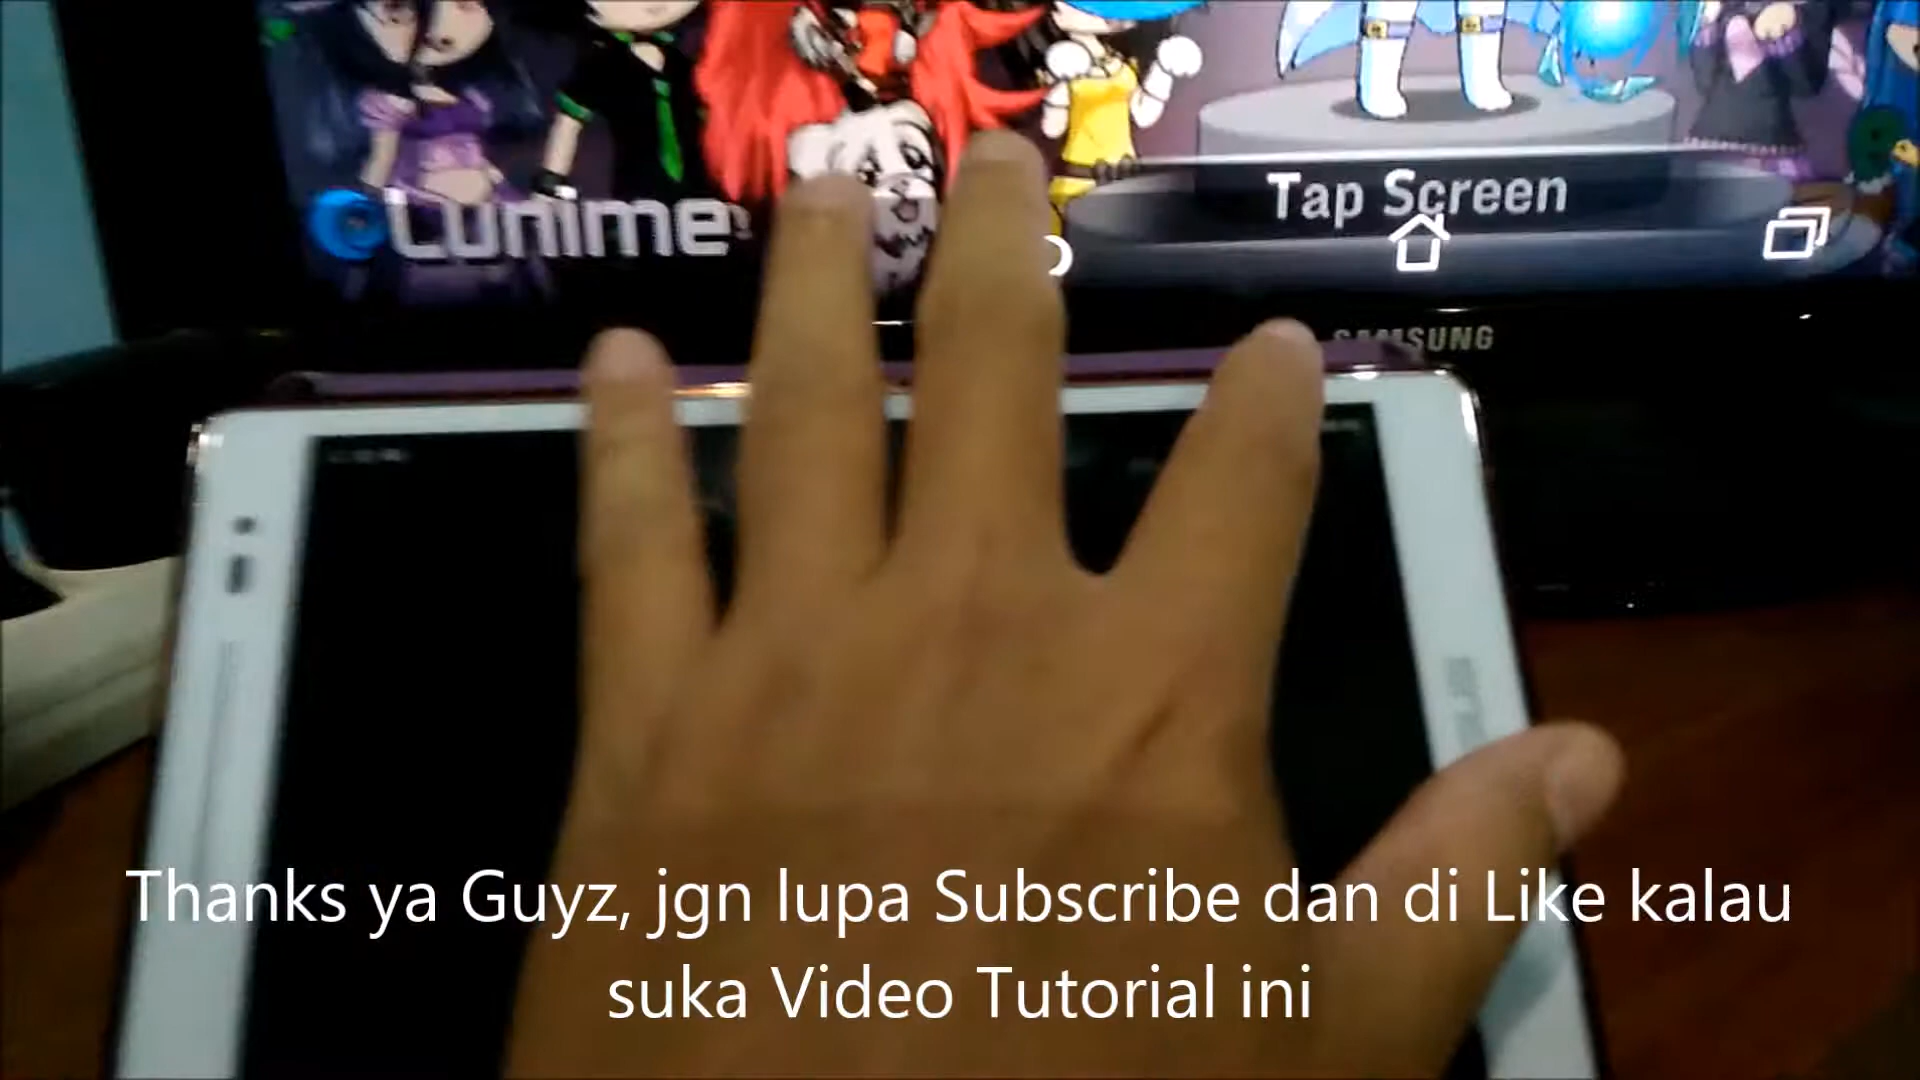 Lunime
Tap Screen
SAMSUNG
Thanks ya Guyz, jgn lupa Subscribe dan di Like kalau
suka Video Tutorial ini